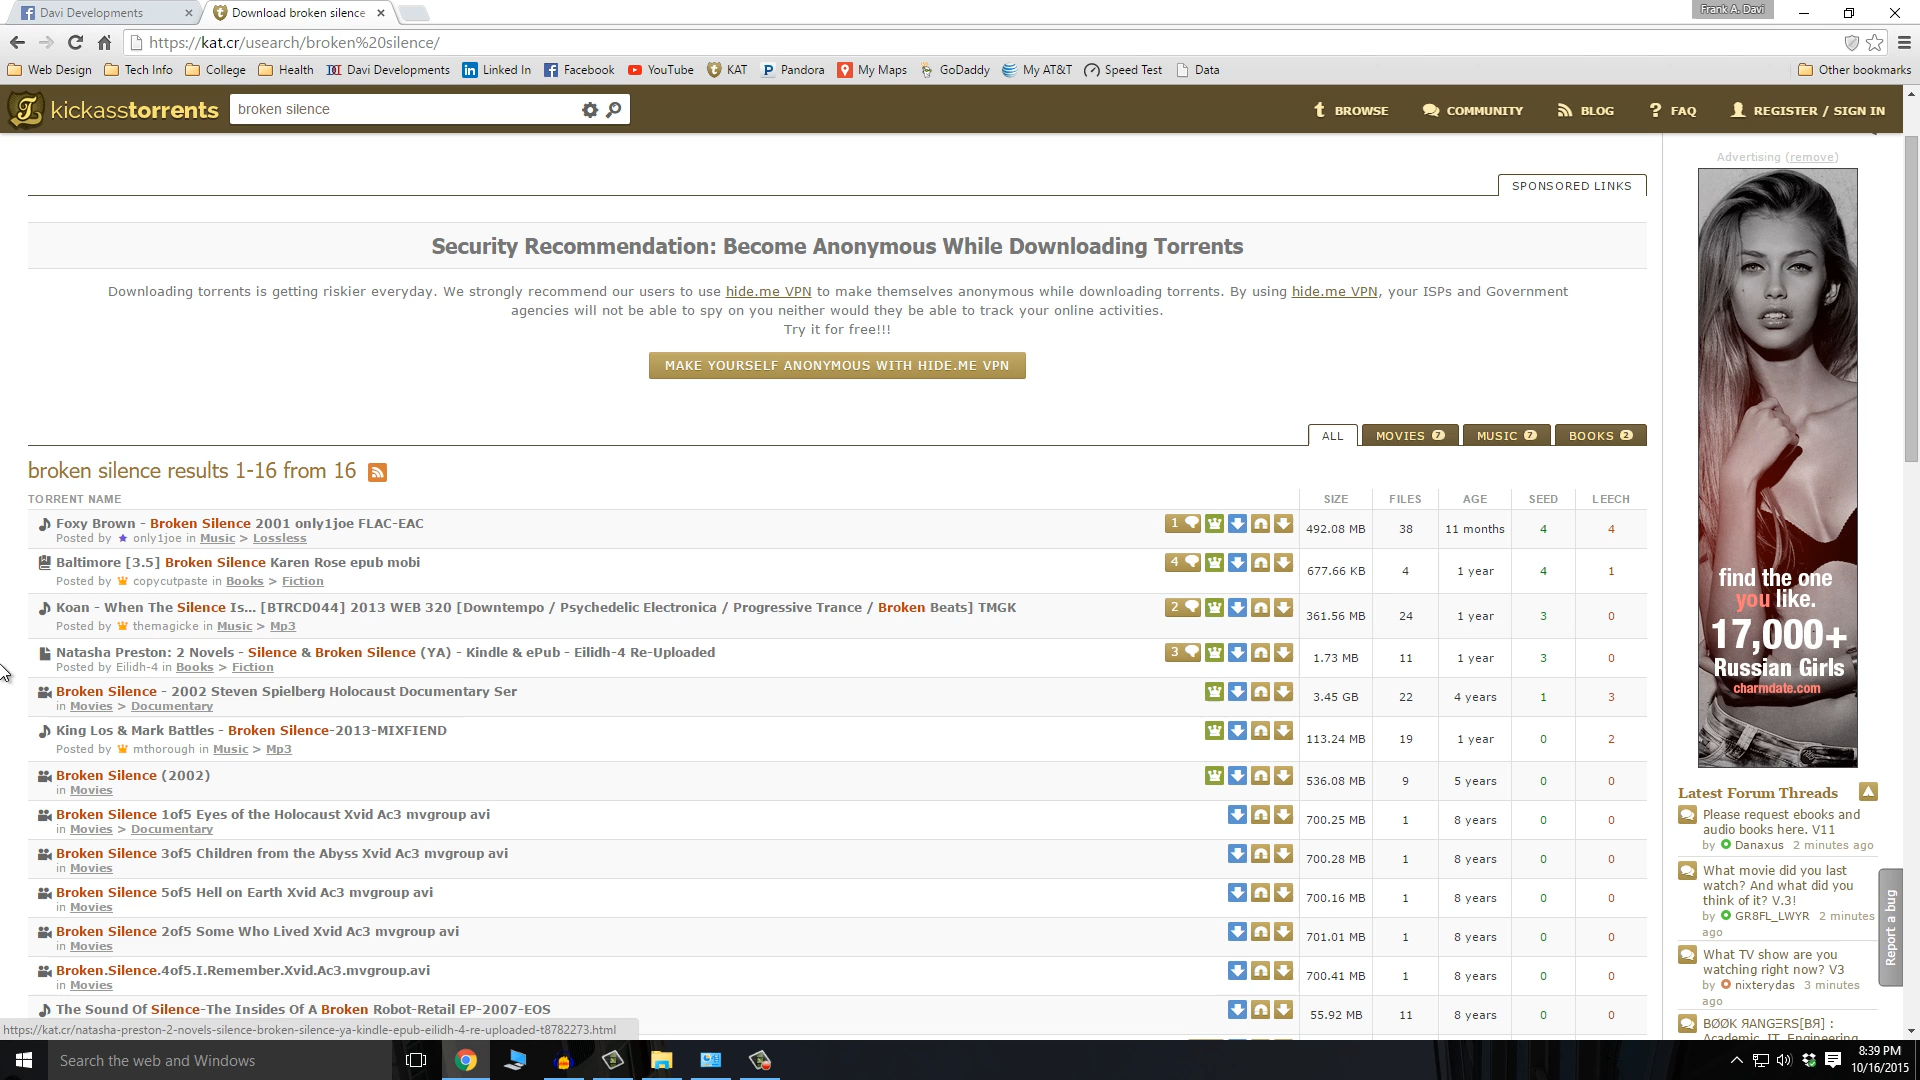 Davi Developments
Download broken silence
Frank A. Davi
https://kat.cr/usearch/broken%20silence/
Web Design Tech Info College Health Davi Developments Linked In Facebook YouTube KAT Pandora My Maps GoDaddy My AT&T Speed Test Data Other bookmarks
kickasstorrents broken silence BROWSE COMMUNITY BLOG FAQ REGISTER / SIGN IN
Advertising (remove)
SPONSORED LINKS
Security Recommendation: Become Anonymous While Downloading Torrents
Downloading torrents is getting riskier everyday. We strongly recommend our users to use hide.me VPN to make themselves anonymous while downloading torrents. By using hide.me VPN, your ISPs and Government
agencies will not be able to spy on you neither would they be able to track your online activities.
Try it for free!!!
MAKE YOURSELF ANONYMOUS WITH HIDE.ME VPN
ALL MOVIES 7 MUSIC 7 BOOKS 2
broken silence results 1-16 from 16
TORRENT NAME SIZE FILES AGE SEED LEECH
Foxy Brown - Broken Silence 2001 only1joe FLAC-EAC 1 492.08 MB 38 11 months 4 4
Posted by only1joe in Music > Lossless
Baltimore [3.5] Broken Silence Karen Rose epub mobi 4 677.66 KB 4 1 year 4 1
Posted by copycutpaste in Books > Fiction
Koan - When The Silence Is... [BTRCD044] 2013 WEB 320 [Downtempo / Psychedelic Electronica / Progressive Trance / Broken Beats] TMGK 2 361.56 MB 24 1 year 3 0
Posted by themagicke in Music > Mp3
Natasha Preston: 2 Novels - Silence & Broken Silence (YA) - Kindle & ePub - Eilidh-4 Re-Uploaded 3 1.73 MB 11 1 year 3 0
Posted by Eilidh-4 in Books > Fiction
Broken Silence - 2002 Steven Spielberg Holocaust Documentary Ser 3.45 GB 22 4 years 1 3
in Movies > Documentary
King Los & Mark Battles - Broken Silence-2013-MIXFIEND 113.24 MB 19 1 year 0 2
Posted by mthorough in Music > Mp3
Broken Silence (2002) 536.08 MB 9 5 years 0 0
in Movies
Broken Silence 1of5 Eyes of the Holocaust Xvid Ac3 mvgroup avi 700.25 MB 1 8 years 0 0
in Movies > Documentary
Broken Silence 3of5 Children from the Abyss Xvid Ac3 mvgroup avi 700.28 MB 1 8 years 0 0
in Movies
Broken Silence 5of5 Hell on Earth Xvid Ac3 mvgroup avi 700.16 MB 1 8 years 0 0
in Movies
Broken Silence 2of5 Some Who Lived Xvid Ac3 mvgroup avi 701.01 MB 1 8 years 0 0
in Movies
Broken.Silence.4of5.I.Remember.Xvid.Ac3.mvgroup.avi 700.41 MB 1 8 years 0 0
in Movies
The Sound Of Silence-The Insides Of A Broken Robot-Retail EP-2007-EOS 55.92 MB 11 8 years 0 0
find the one
you like.
17,000+
Russian Girls
charmdate.com
Latest Forum Threads
Please request ebooks and
audio books here. V11
by Danaxus 2 minutes ago
What movie did you last
watch? And what did you
think of it? V.3!
by GR8FL_LWYR 2 minutes
ago
What TV show are you
watching right now? V3
by nixterydas 3 minutes
ago
BØØK ЯANGΞRS[BЯ] :
Academic, IT, Engineering
Report a bug
https://kat.cr/natasha-preston-2-novels-silence-broken-silence-ya-kindle-epub-eilidh-4-re-uploaded-t8782273.html
Search the web and Windows
8:39 PM
10/16/2015